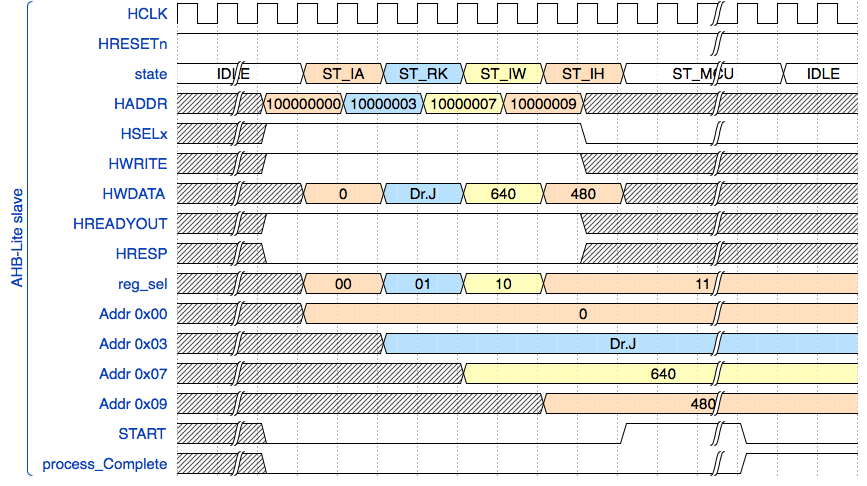 AHB-Lite slave
HCLK
HRESETn
state IDLE ST_IA ST_RK ST_IW ST_IH ST_MCU IDLE
HADDR 100000000 10000003 10000007 10000009
HSELx
HWRITE
HWDATA 0 Dr.J 640 480
HREADYOUT
HRESP
reg_sel 00 01 10 11
Addr 0x00 0
Addr 0x03 Dr.J
Addr 0x07 640
Addr 0x09 480
START
process_Complete